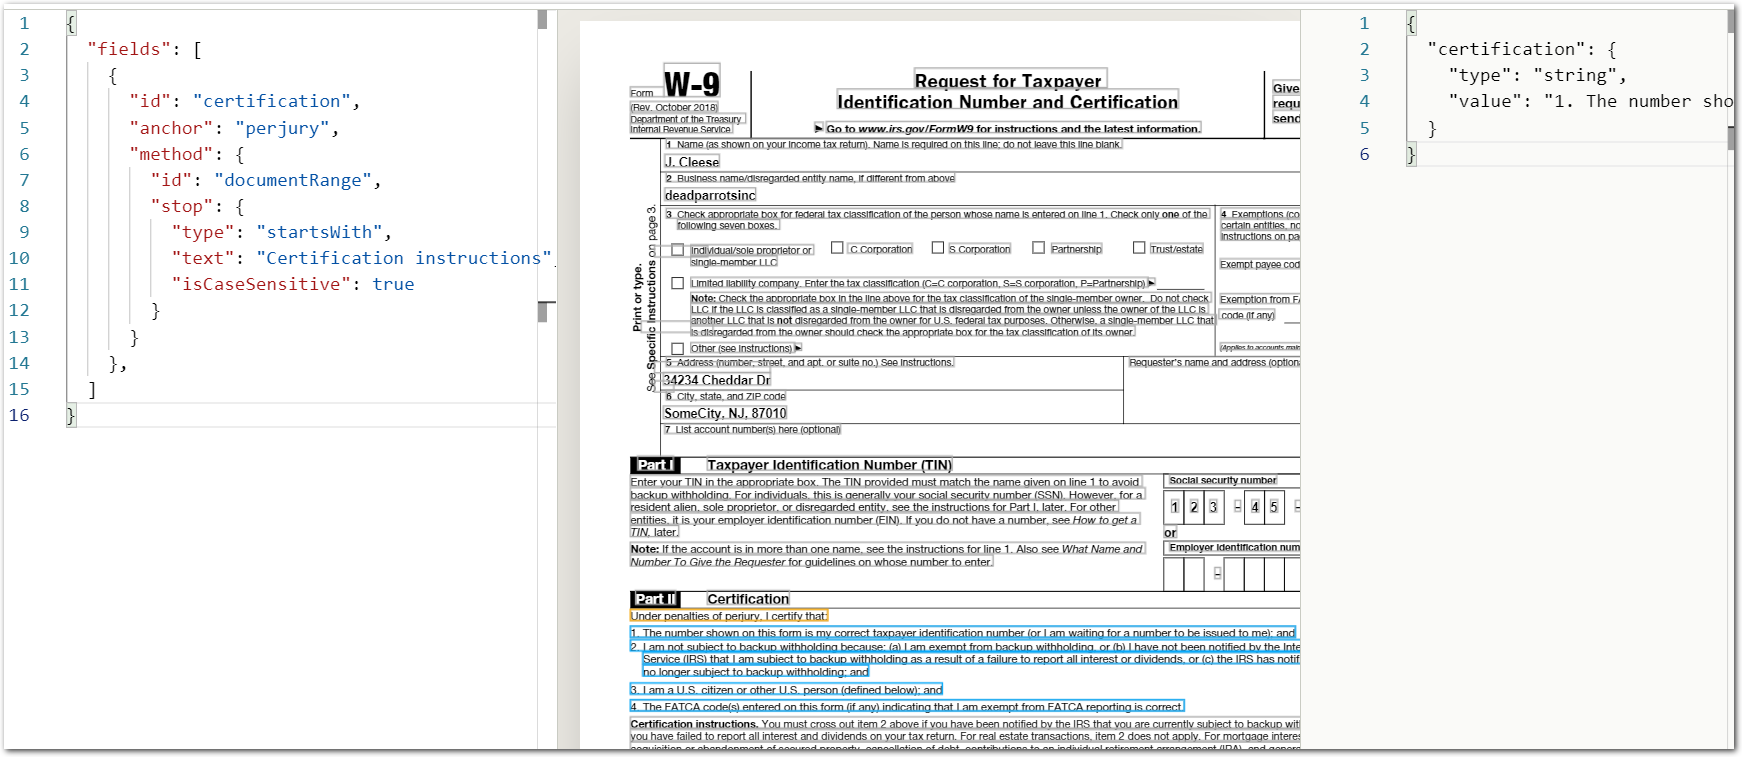 1 {
2 "fields": [
3 {
4 "id": "certification",
5 "anchor": "perjury",
6 "method": {
7 "id": "documentRange",
8 "stop": {
9 "type": "startsWith",
10 "text": "Certification instructions",
11 "isCaseSensitive": true
12 }
13 }
14 },
15 ]
16 }
Form W-9
(Rev. October 2018)
Department of the Treasury
Internal Revenue Service
Request for Taxpayer
Identification Number and Certification
► Go to www.irs.gov/FormW9 for instructions and the latest information.
Give
requ
send
Print or type.
See Specific Instructions on page 3.
1 Name (as shown on your income tax return). Name is required on this line; do not leave this line blank.
J. Cleese
2 Business name/disregarded entity name, if different from above
deadparrotsinc
3 Check appropriate box for federal tax classification of the person whose name is entered on line 1. Check only one of the
following seven boxes.
Individual/sole proprietor or
single-member LLC
C Corporation
S Corporation
Partnership
Trust/estate
Limited liability company. Enter the tax classification (C=C corporation, S=S corporation, P=Partnership) ►
Note: Check the appropriate box in the line above for the tax classification of the single-member owner. Do not check
LLC if the LLC is classified as a single-member LLC that is disregarded from the owner unless the owner of the LLC is
another LLC that is not disregarded from the owner for U.S. federal tax purposes. Otherwise, a single-member LLC that
is disregarded from the owner should check the appropriate box for the tax classification of its owner.
Other (see instructions) ►
4 Exemptions (co
certain entities, no
instructions on pa
Exempt payee cod
Exemption from FA
code (if any)
(Applies to accounts main
5 Address (number, street, and apt. or suite no.) See instructions.
34234 Cheddar Dr
Requester's name and address (option
6 City, state, and ZIP code
SomeCity, NJ, 87010
7 List account number(s) here (optional)
Part I Taxpayer Identification Number (TIN)
Enter your TIN in the appropriate box. The TIN provided must match the name given on line 1 to avoid
backup withholding. For individuals, this is generally your social security number (SSN). However, for a
resident alien, sole proprietor, or disregarded entity, see the instructions for Part I, later. For other
entities, it is your employer identification number (EIN). If you do not have a number, see How to get a
TIN, later.
Note: If the account is in more than one name, see the instructions for line 1. Also see What Name and
Number To Give the Requester for guidelines on whose number to enter.
Social security number
1 2 3 - 4 5 -
or
Employer identification num
-
Part II Certification
Under penalties of perjury, I certify that:
1. The number shown on this form is my correct taxpayer identification number (or I am waiting for a number to be issued to me); and
2. I am not subject to backup withholding because: (a) I am exempt from backup withholding, or (b) I have not been notified by the Inte
Service (IRS) that I am subject to backup withholding as a result of a failure to report all interest or dividends, or (c) the IRS has notif
no longer subject to backup withholding; and
3. I am a U.S. citizen or other U.S. person (defined below); and
4. The FATCA code(s) entered on this form (if any) indicating that I am exempt from FATCA reporting is correct.
Certification instructions. You must cross out item 2 above if you have been notified by the IRS that you are currently subject to backup wit
you have failed to report all interest and dividends on your tax return. For real estate transactions, item 2 does not apply. For mortgage interes
acquisition or abandonment of secured property, cancellation of debt, contributions to an individual retirement arrangement (IRA), and genera
1 {
2 "certification": {
3 "type": "string",
4 "value": "1. The number sho
5 }
6 }